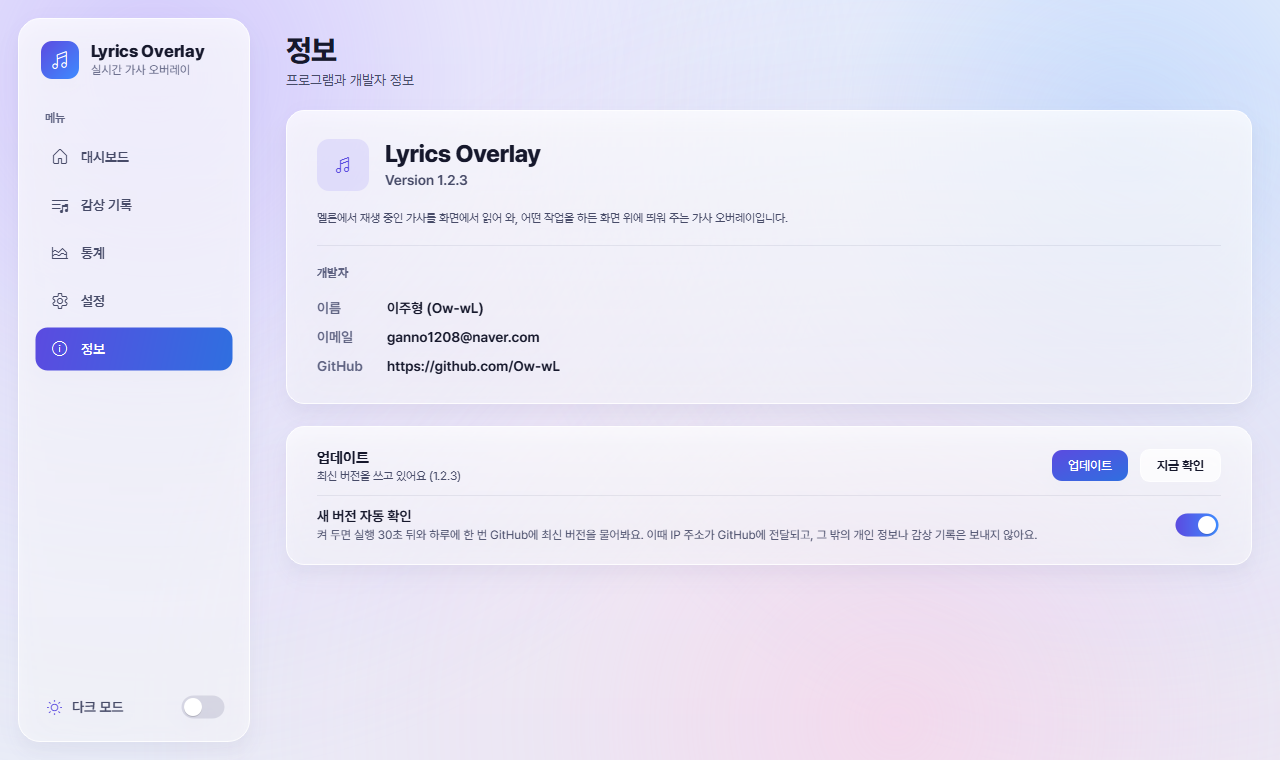 Lyrics Overlay
실시간 가사 오버레이
메뉴
대시보드
감상 기록
통계
설정
정보
다크 모드
정보
프로그램과 개발자 정보
Lyrics Overlay
Version 1.2.3
멜론에서 재생 중인 가사를 화면에서 읽어 와, 어떤 작업을 하든 화면 위에 띄워 주는 가사 오버레이입니다.
개발자
이름 이주형 (Ow-wL)
이메일 ganno1208@naver.com
GitHub https://github.com/Ow-wL
업데이트
최신 버전을 쓰고 있어요 (1.2.3)
업데이트 지금 확인
새 버전 자동 확인
켜 두면 실행 30초 뒤와 하루에 한 번 GitHub에 최신 버전을 물어봐요. 이때 IP 주소가 GitHub에 전달되고, 그 밖의 개인 정보나 감상 기록은 보내지 않아요.